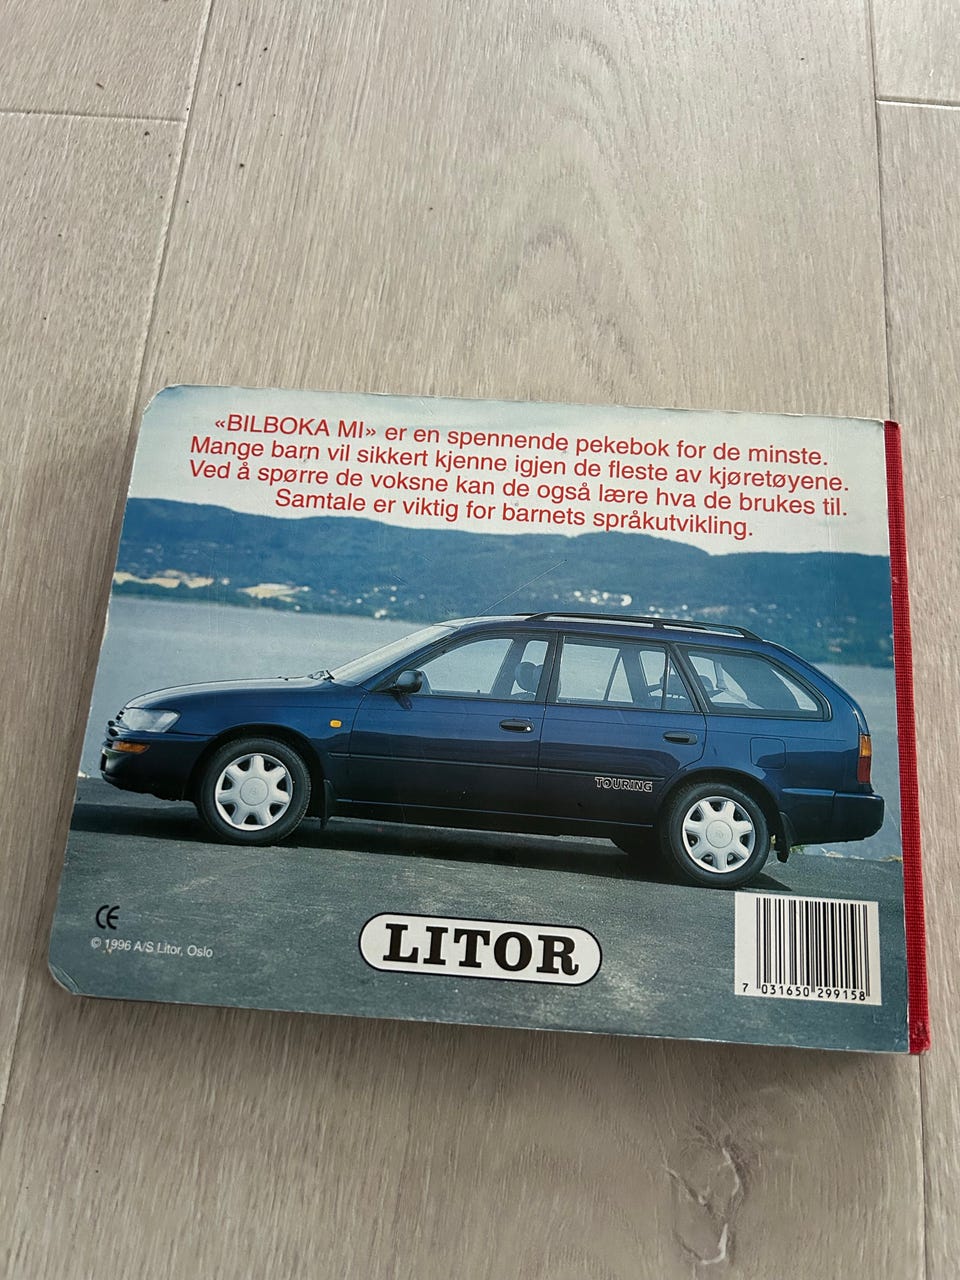 «BILBOKA MI» er en spennende pekebok for de minste.
Mange barn vil sikkert kjenne igjen de fleste av kjøretøyene.
Ved å spørre de voksne kan de også lære hva de brukes til.
Samtale er viktig for barnets språkutvikling.
TOURING
CE
© 1996 A/S Litor, Oslo
LITOR
7 031650 299158